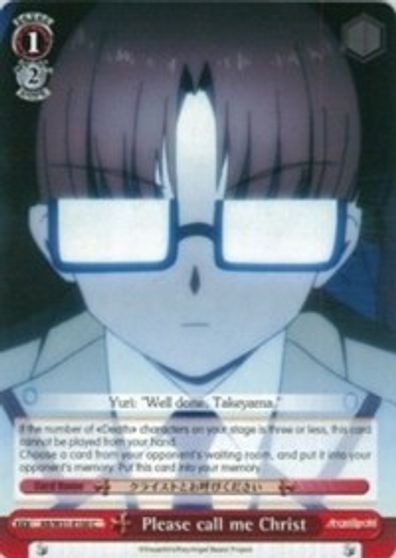 1
2
Yuri: "Well done, Takeyama."
If the number of «Death» characters on your stage is three or less, this card
cannot be played from your hand.
Choose a card from your opponent's waiting room, and put it into your
opponent's memory. Put this card into your memory.
Card Name クライストとお呼びください
Please call me Christ